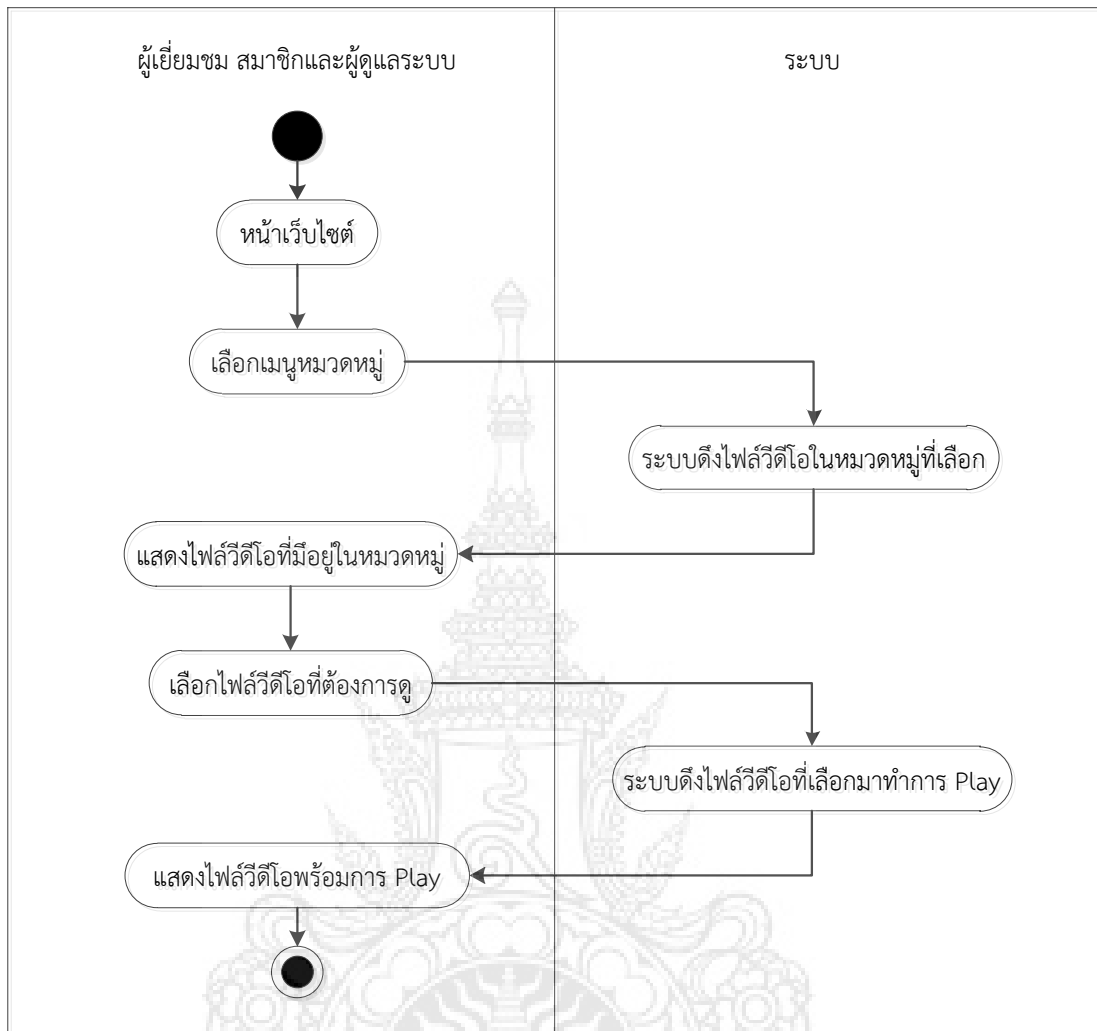 ผู้เยี่ยมชม สมาชิกและผู้ดูแลระบบ
ระบบ
หน้าเว็บไซต์
เลือกเมนูหมวดหมู่
ระบบดึงไฟล์วีดีโอในหมวดหมู่ที่เลือก
แสดงไฟล์วีดีโอที่มีอยู่ในหมวดหมู่
เลือกไฟล์วีดีโอที่ต้องการดู
ระบบดึงไฟล์วีดีโอที่เลือกมาทำการ Play
แสดงไฟล์วีดีโอพร้อมการ Play